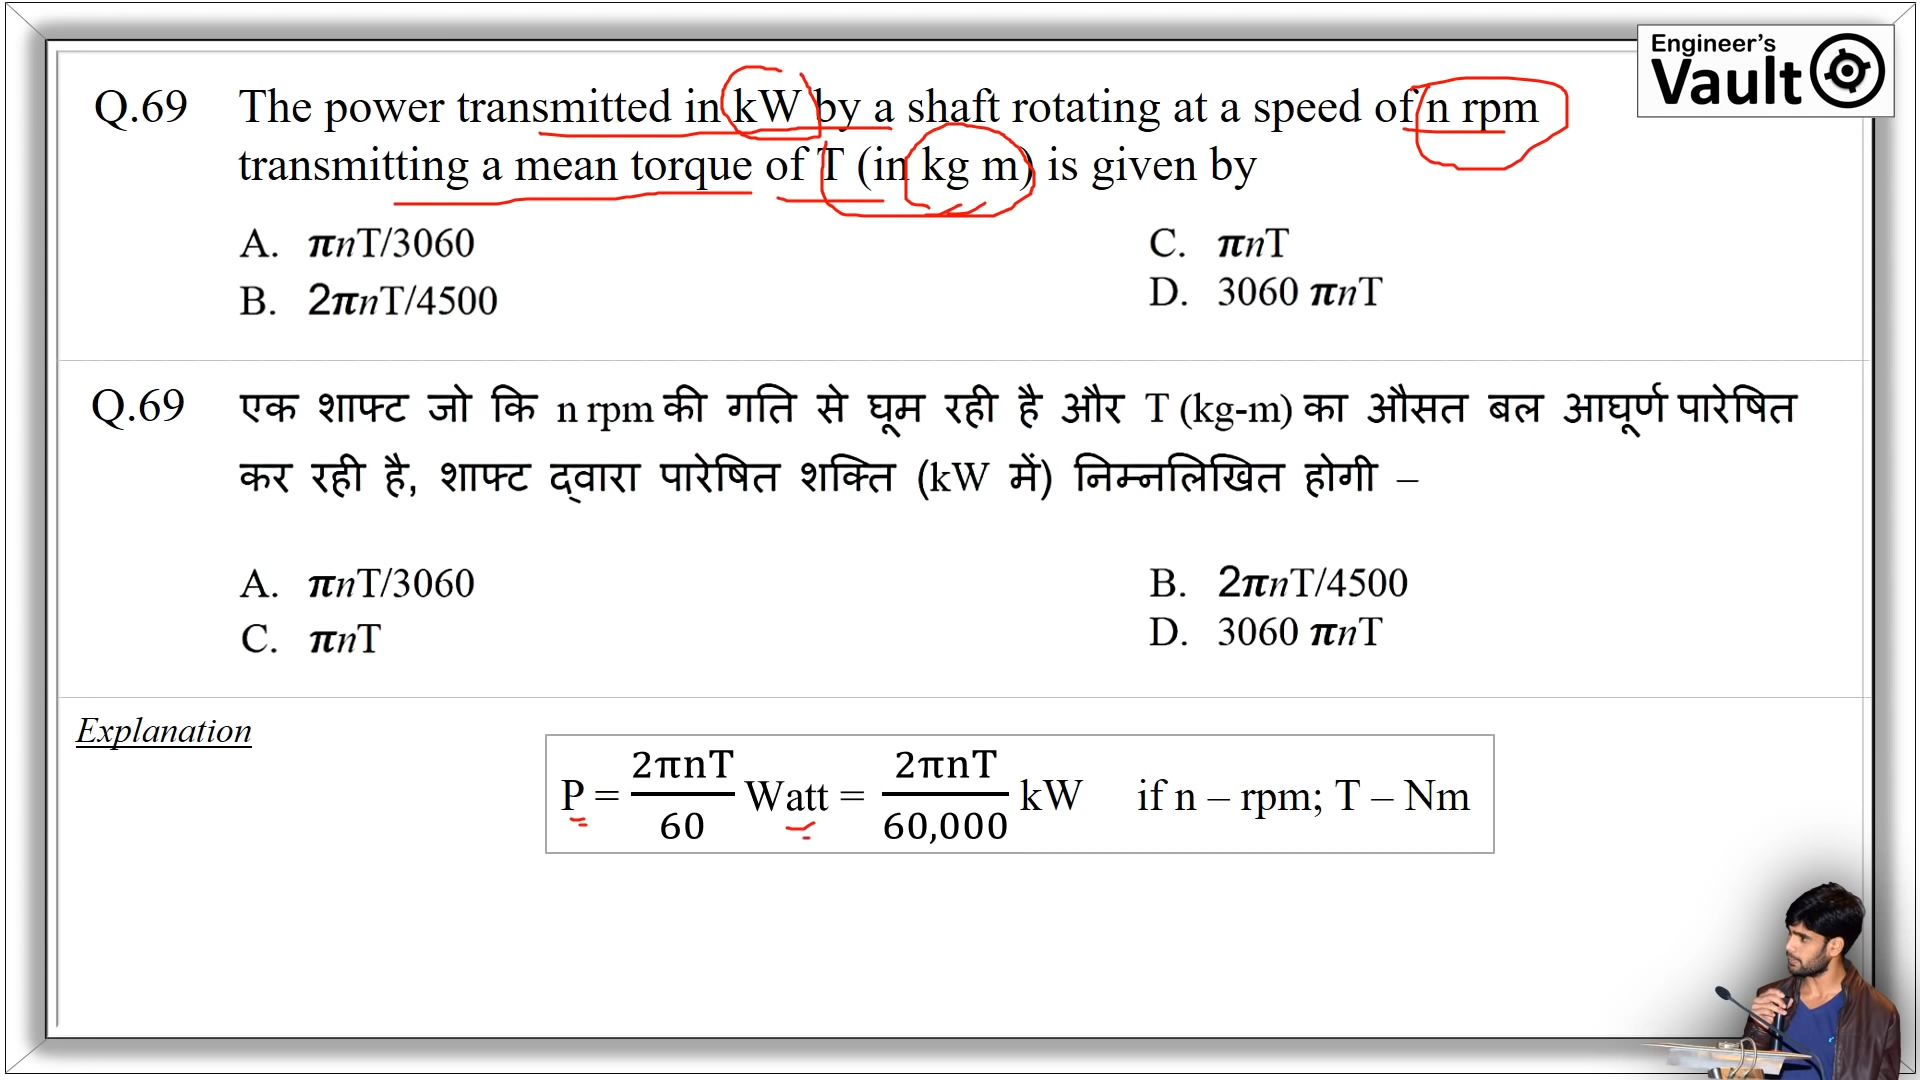 Engineer's
Vault
Q.69 The power transmitted in kW by a shaft rotating at a speed of n rpm
transmitting a mean torque of T (in kg m) is given by
A. πnT/3060
C. πnT
B. 2πnT/4500
D. 3060 πnT
Q.69 एक शाफ्ट जो कि n rpm की गति से घूम रही है और T (kg-m) का औसत बल आघूर्ण पारेषित
कर रही है, शाफ्ट द्वारा पारेषित शक्ति (kW में) निम्नलिखित होगी –
A. πnT/3060
B. 2πnT/4500
C. πnT
D. 3060 πnT
Explanation
P = 2πnT/60 Watt = 2πnT/60,000 kW if n – rpm; T – Nm